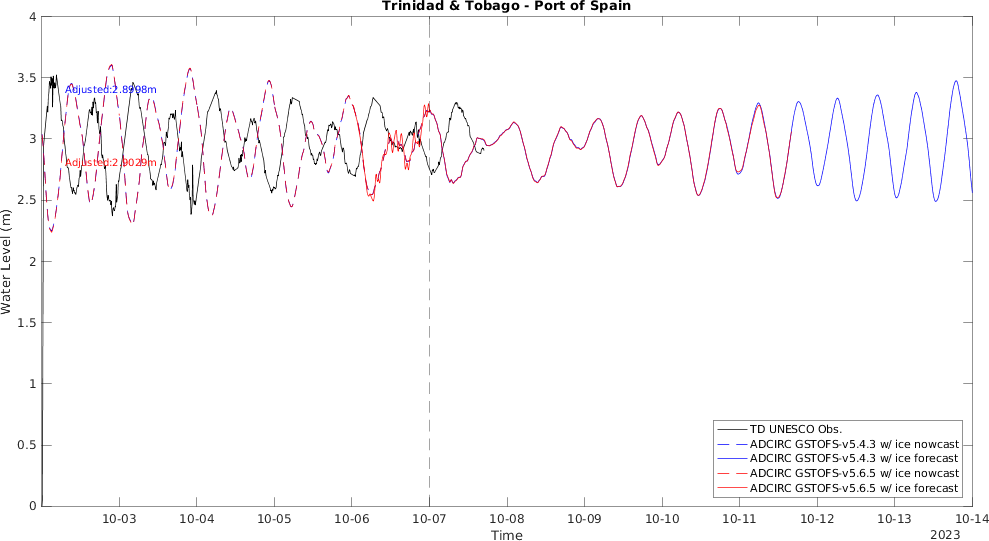 Trinidad & Tobago - Port of Spain
4
3.5
3
2.5
2
1.5
1
0.5
0
Water Level (m)
Adjusted:2.8998m
Adjusted:2.9029m
TD UNESCO Obs.
ADCIRC GSTOFS-v5.4.3 w/ ice nowcast
ADCIRC GSTOFS-v5.4.3 w/ ice forecast
ADCIRC GSTOFS-v5.6.5 w/ ice nowcast
ADCIRC GSTOFS-v5.6.5 w/ ice forecast
10-03 10-04 10-05 10-06 10-07 10-08 10-09 10-10 10-11 10-12 10-13 10-14
Time
2023